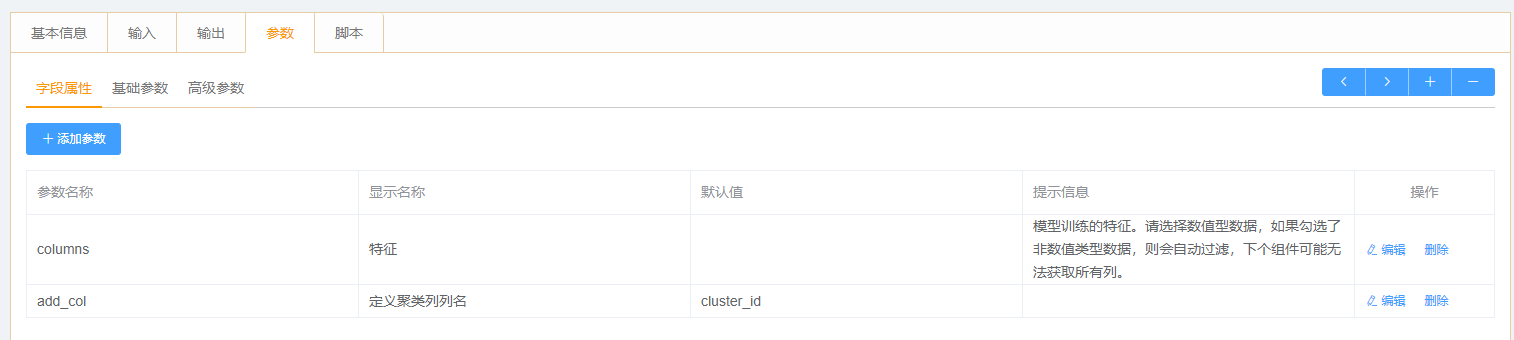 基本信息 输入 输出 参数 脚本
字段属性 基础参数 高级参数
添加参数
参数名称 显示名称 默认值 提示信息 操作
columns 特征 模型训练的特征。请选择数值型数据，如果勾选了
非数值类型数据，则会自动过滤，下个组件可能无
法获取所有列。
编辑 删除
add_col 定义聚类列列名 cluster_id 编辑 删除